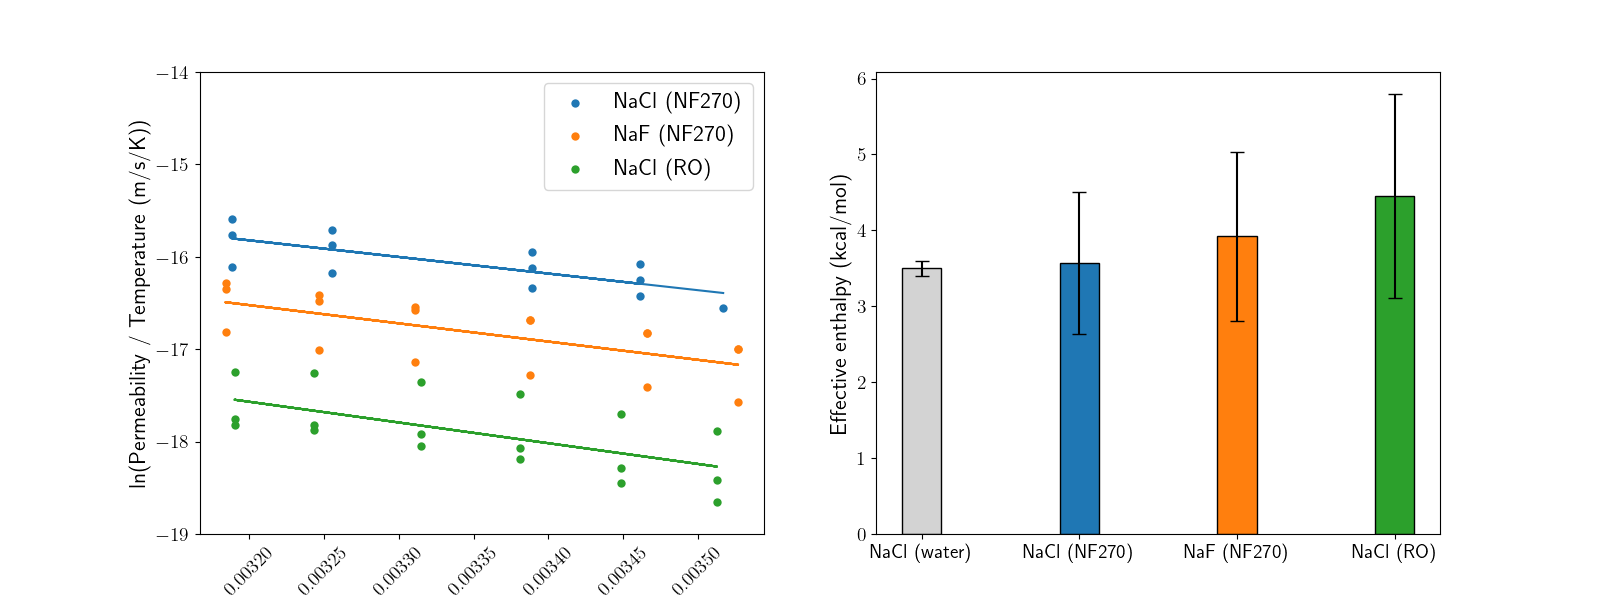 −14
−15
−16
−17
−18
−19
ln(Permeability / Temperature (m/s/K))
NaCl (NF270)
NaF (NF270)
NaCl (RO)
0.00320
0.00325
0.00330
0.00335
0.00340
0.00345
0.00350
6
5
4
3
2
1
0
Effective enthalpy (kcal/mol)
NaCl (water)
NaCl (NF270)
NaF (NF270)
NaCl (RO)